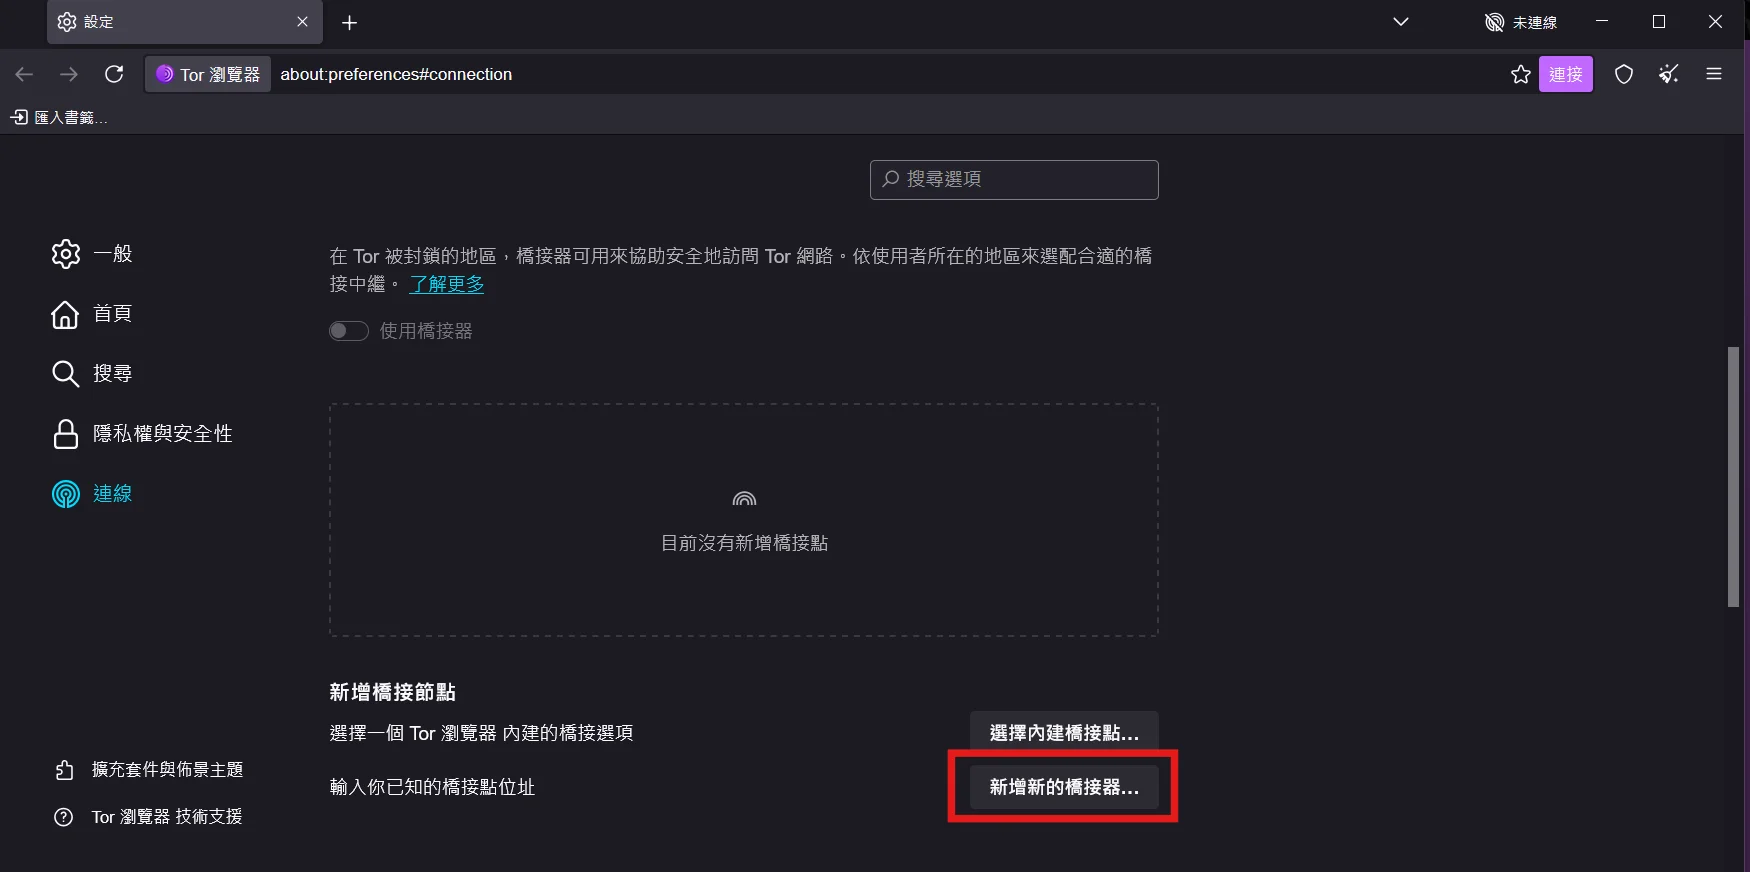 設定
未連線
Tor 瀏覽器
about:preferences#connection
連接
匯入書籤…
搜尋選項
一般
首頁
搜尋
隱私權與安全性
連線
擴充套件與佈景主題
Tor 瀏覽器 技術支援
在 Tor 被封鎖的地區，橋接器可用來協助安全地訪問 Tor 網路。依使用者所在的地區來選配合適的橋
接中繼。 了解更多
使用橋接器
目前沒有新增橋接點
新增橋接節點
選擇一個 Tor 瀏覽器 內建的橋接選項
選擇內建橋接點…
輸入你已知的橋接點位址
新增新的橋接器…